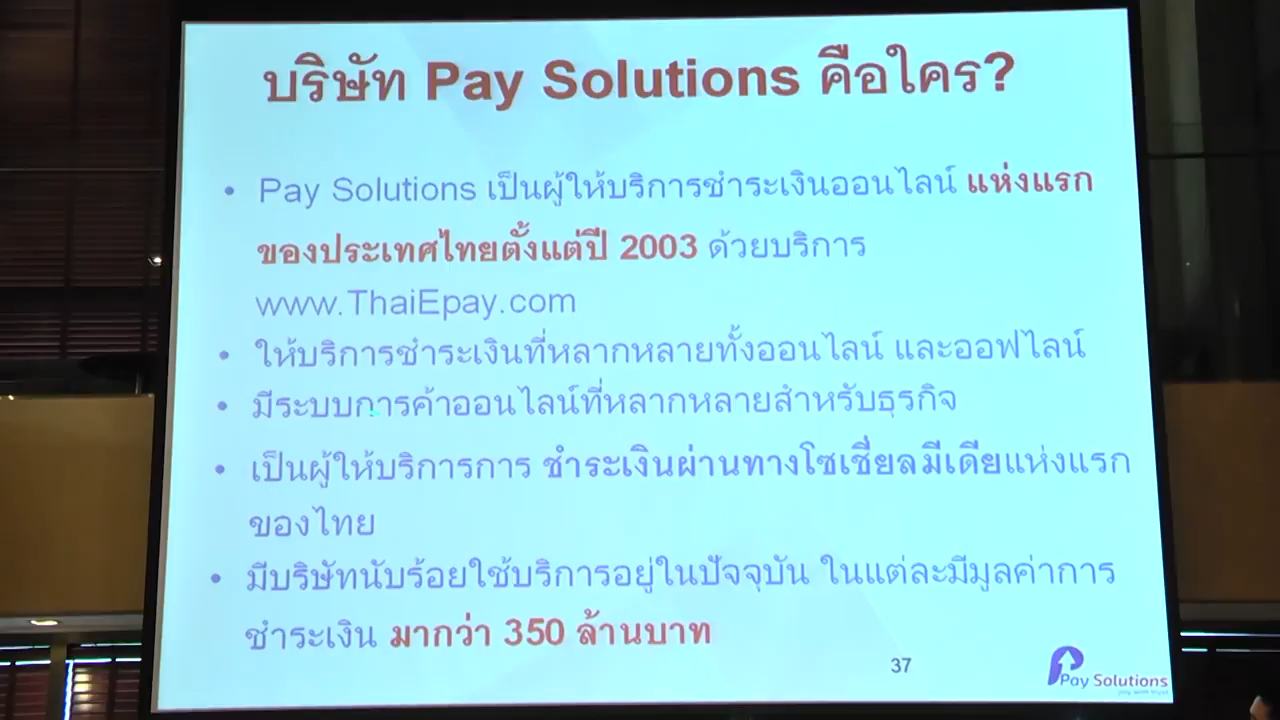 บริษัท Pay Solutions คือใคร?
• Pay Solutions เป็นผู้ให้บริการชำระเงินออนไลน์ แห่งแรก
ของประเทศไทยตั้งแต่ปี 2003 ด้วยบริการ
www.ThaiEpay.com
• ให้บริการชำระเงินที่หลากหลายทั้งออนไลน์ และออฟไลน์
• มีระบบการค้าออนไลน์ที่หลากหลายสำหรับธุรกิจ
• เป็นผู้ให้บริการการ ชำระเงินผ่านทางโซเชี่ยลมีเดียแห่งแรก
ของไทย
• มีบริษัทนับร้อยใช้บริการอยู่ในปัจจุบัน ในแต่ละมีมูลค่าการ
ชำระเงิน มากว่า 350 ล้านบาท
37
Pay Solutions
pay with trust